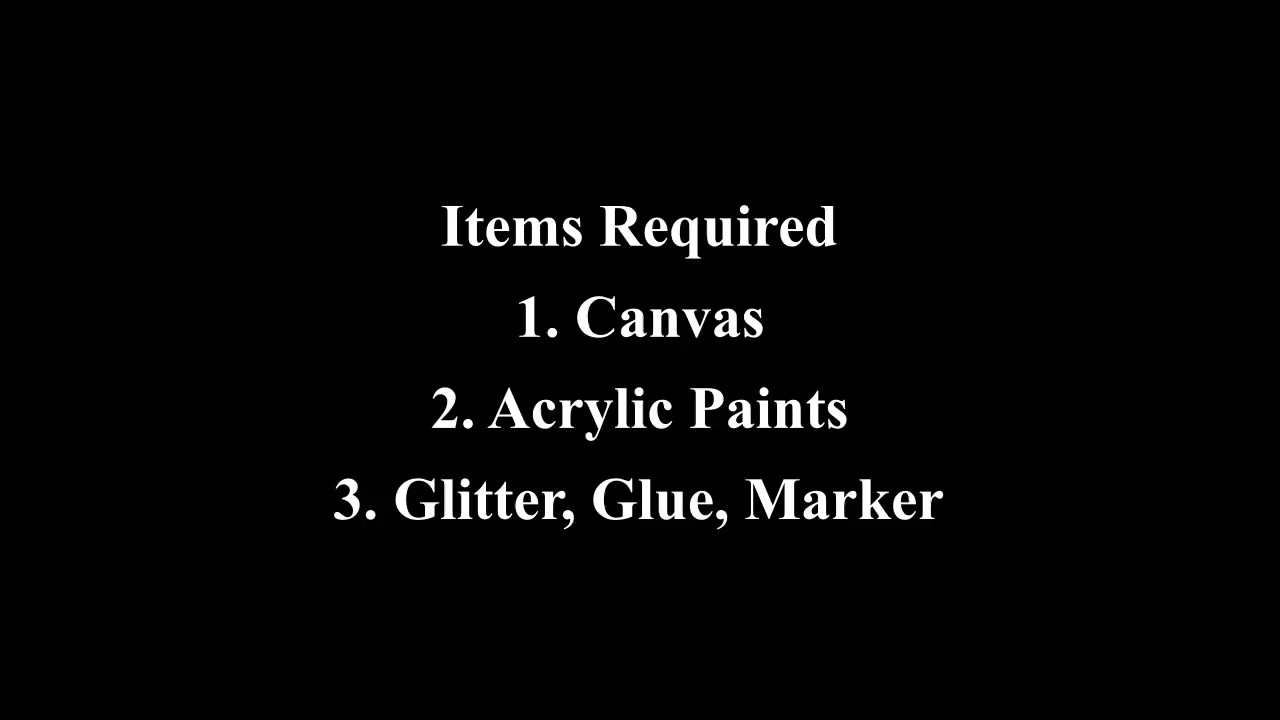 Items Required
1. Canvas
2. Acrylic Paints
3. Glitter, Glue, Marker